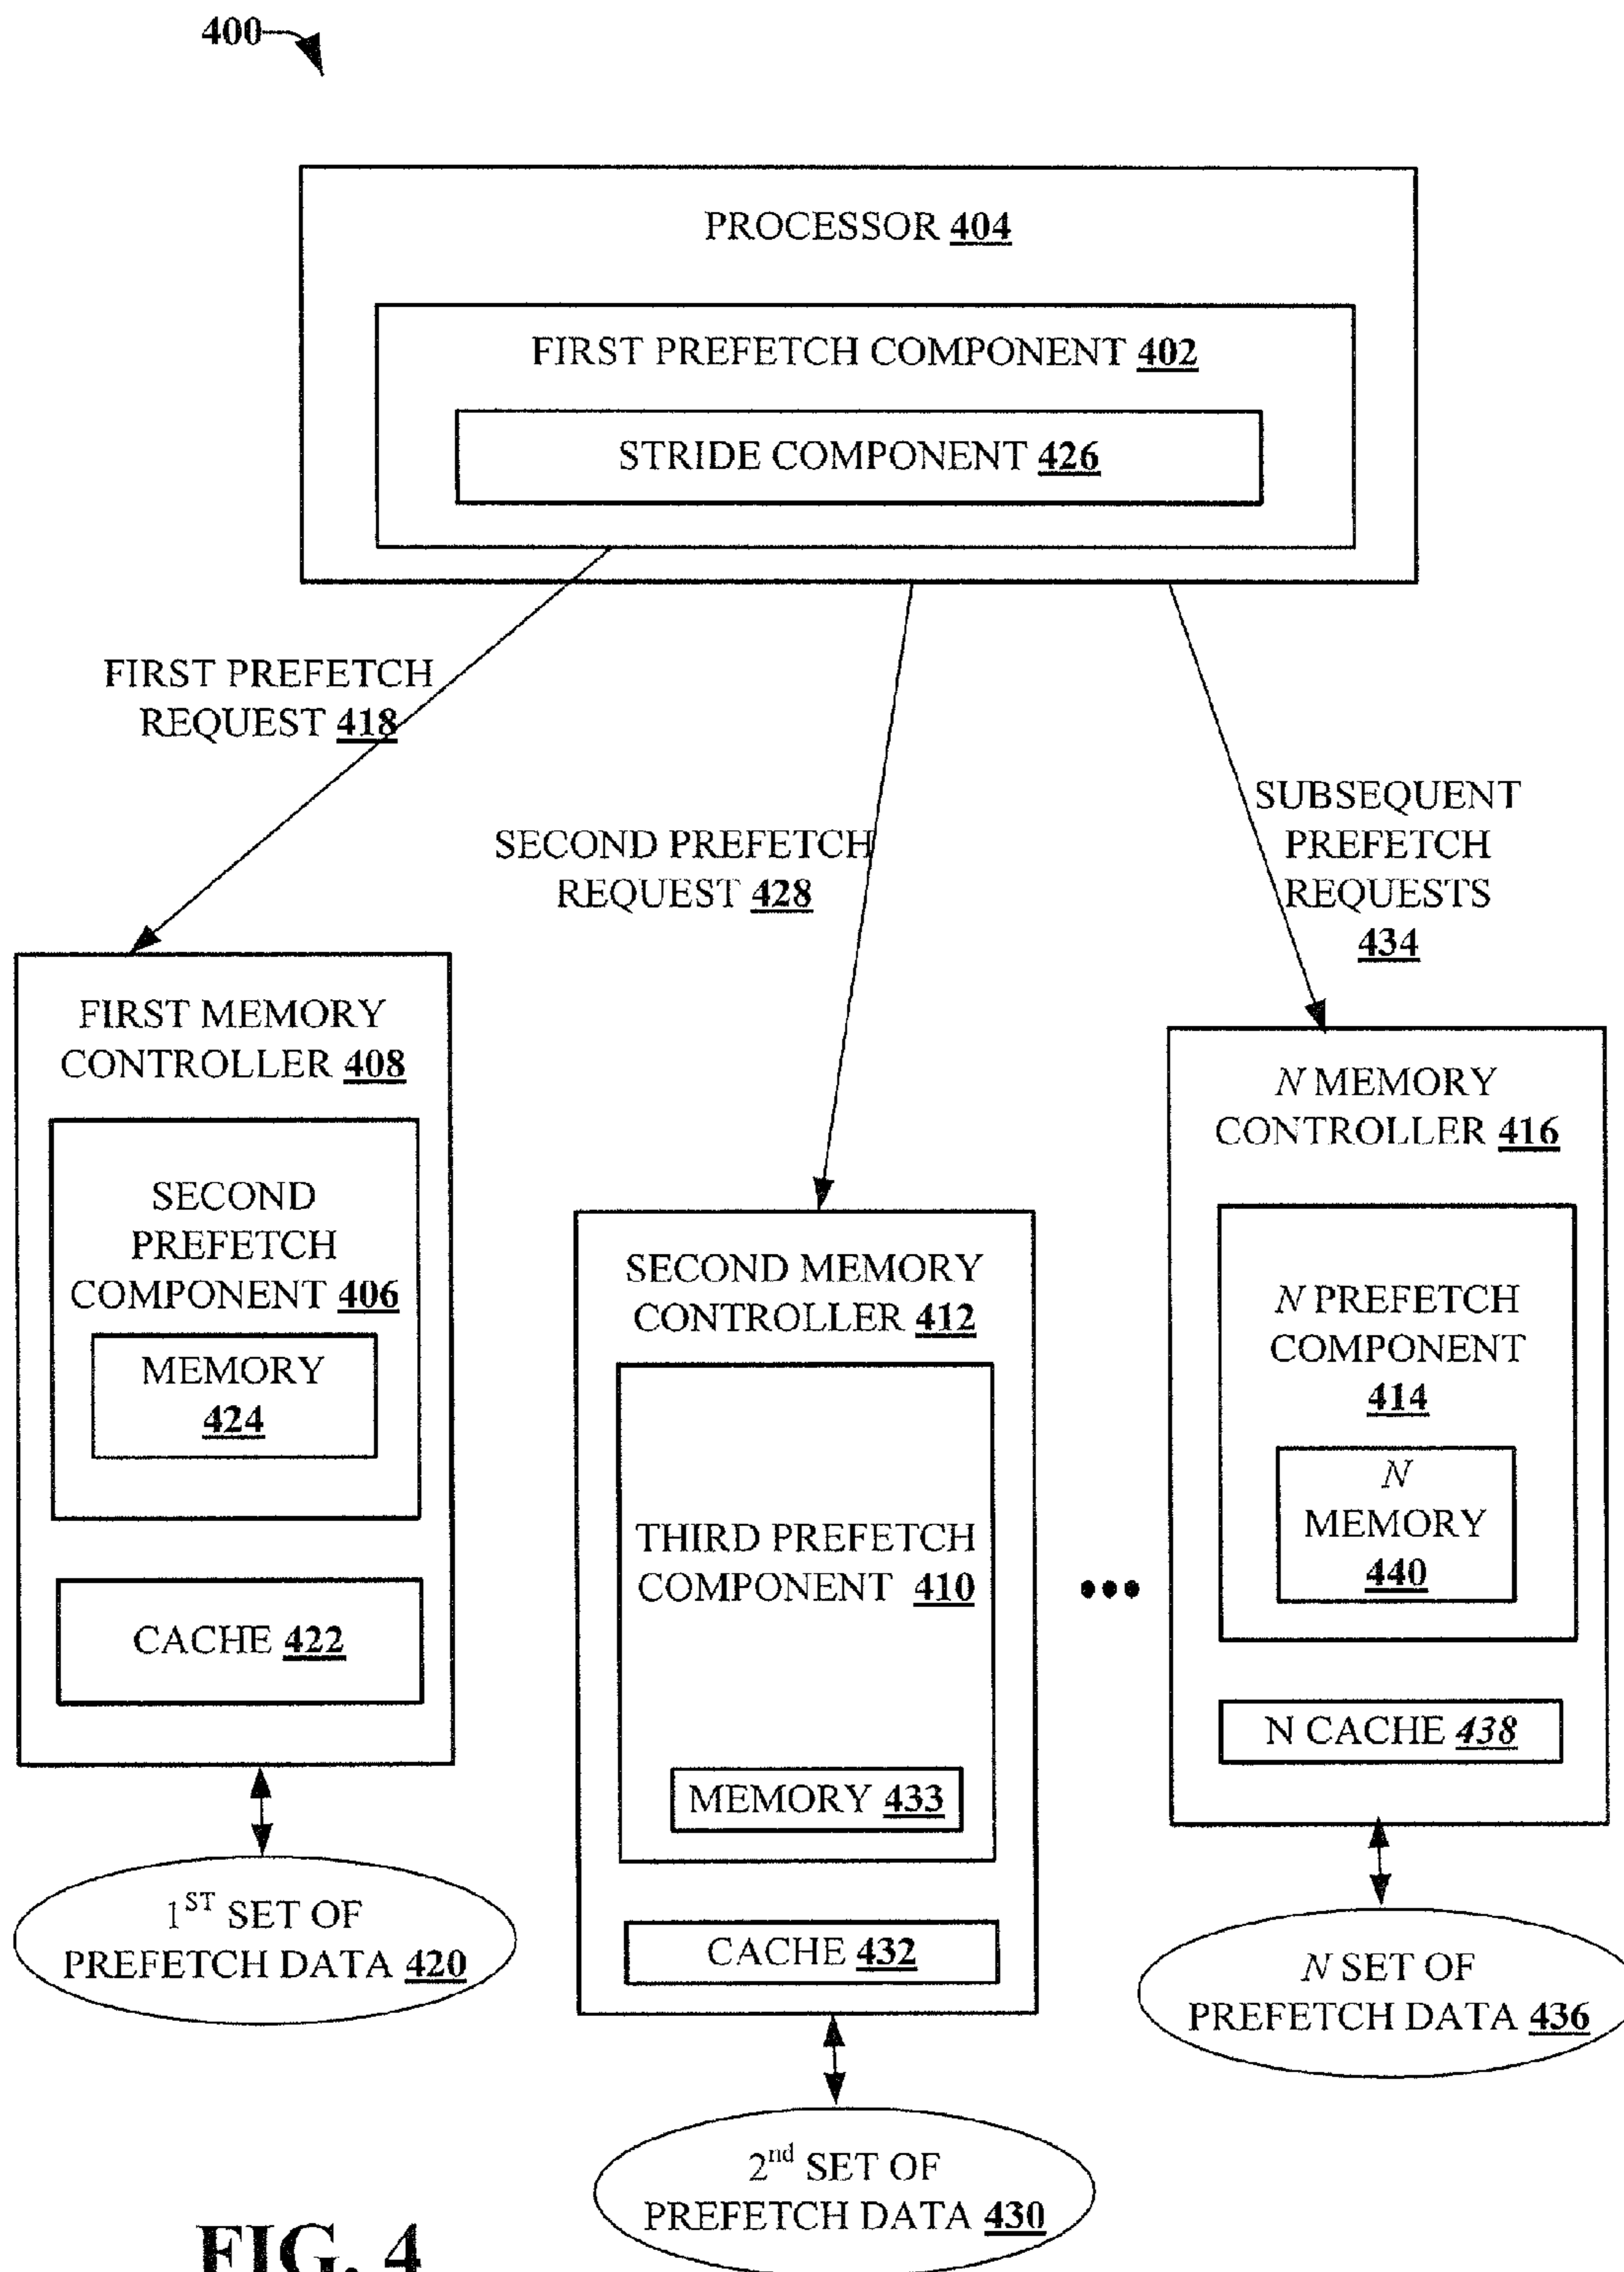 400
PROCESSOR 404
FIRST PREFETCH COMPONENT 402
STRIDE COMPONENT 426
FIRST PREFETCH
REQUEST 418
SECOND PREFETCH
REQUEST 428
SUBSEQUENT
PREFETCH
REQUESTS
434
FIRST MEMORY
CONTROLLER 408
SECOND
PREFETCH
COMPONENT 406
MEMORY
424
CACHE 422
1ST SET OF
PREFETCH DATA 420
SECOND MEMORY
CONTROLLER 412
THIRD PREFETCH
COMPONENT 410
MEMORY 433
CACHE 432
2nd SET OF
PREFETCH DATA 430
•••
N MEMORY
CONTROLLER 416
N PREFETCH
COMPONENT
414
N
MEMORY
440
N CACHE 438
N SET OF
PREFETCH DATA 436
FIG. 4